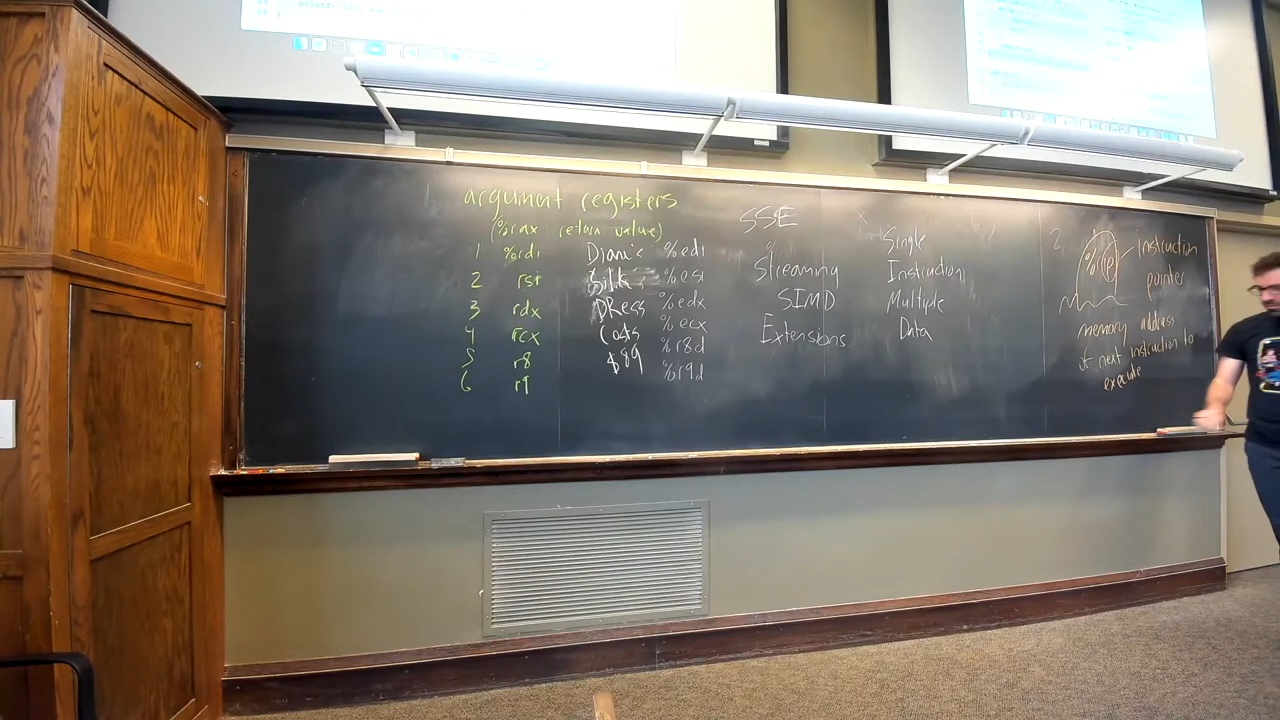 argument registers
(%rax return value)
1 %rdi Diane's %edi
2 rsi Silk %esi
3 rdx DRess %edx
4 rcx Costs %ecx
5 r8 $89 %r8d
6 r9 %r9d
SSE
Streaming
SIMD
Extensions
Single
Instruction
Multiple
Data
2.
instruction
pointer
memory address
of next instruction to
execute